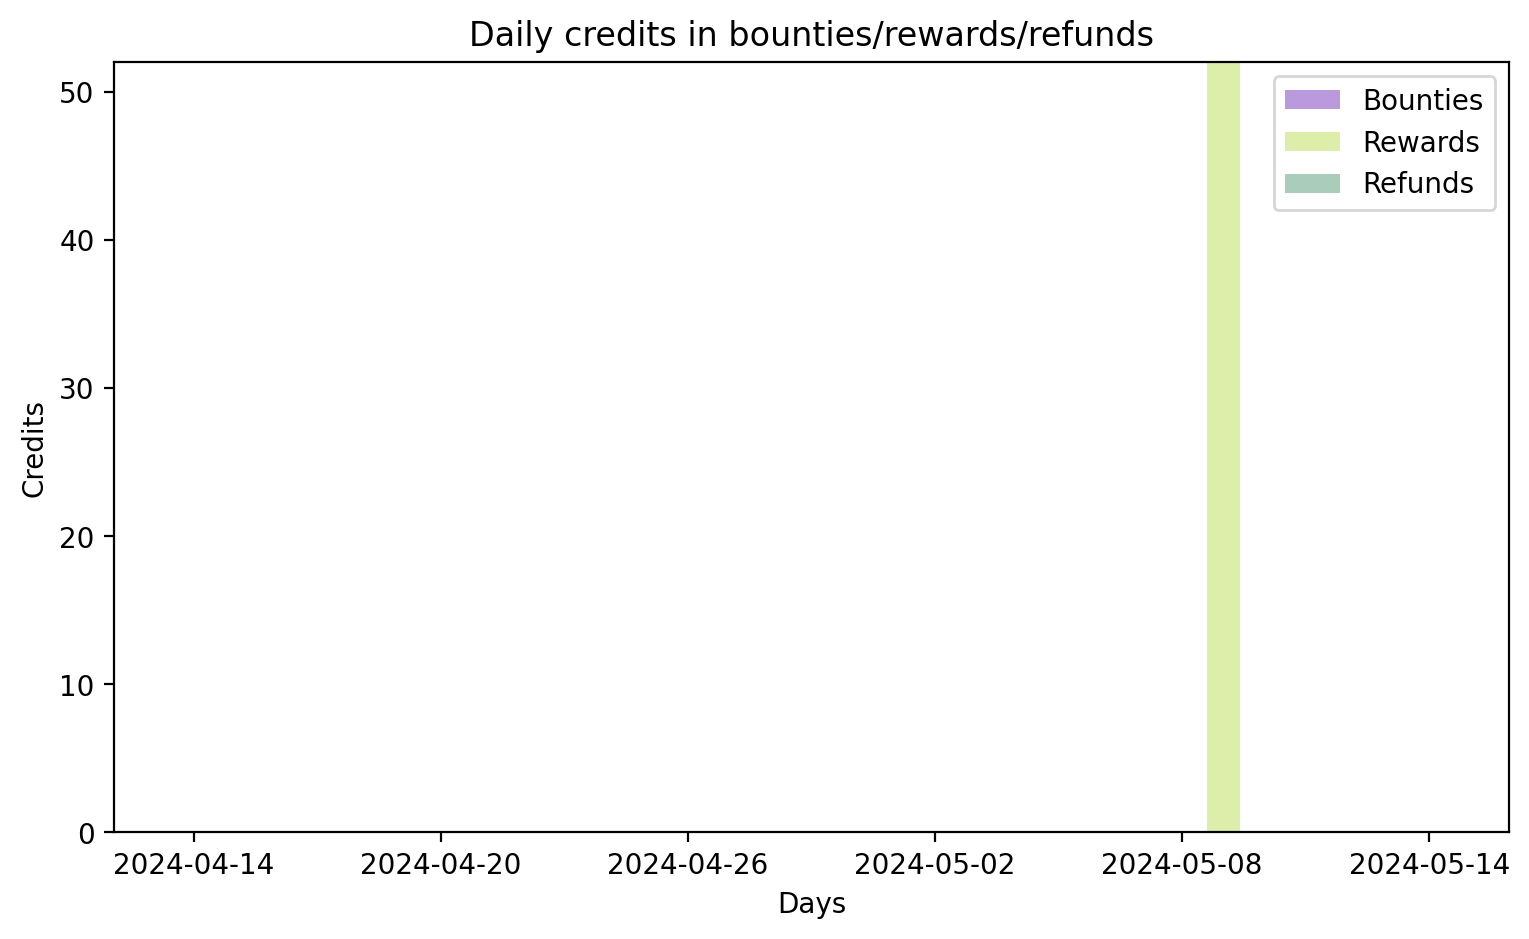 Daily credits in bounties/rewards/refunds
Bounties
Rewards
Refunds
50
40
30
20
10
0
Credits
2024-04-14 2024-04-20 2024-04-26 2024-05-02 2024-05-08 2024-05-14
Days